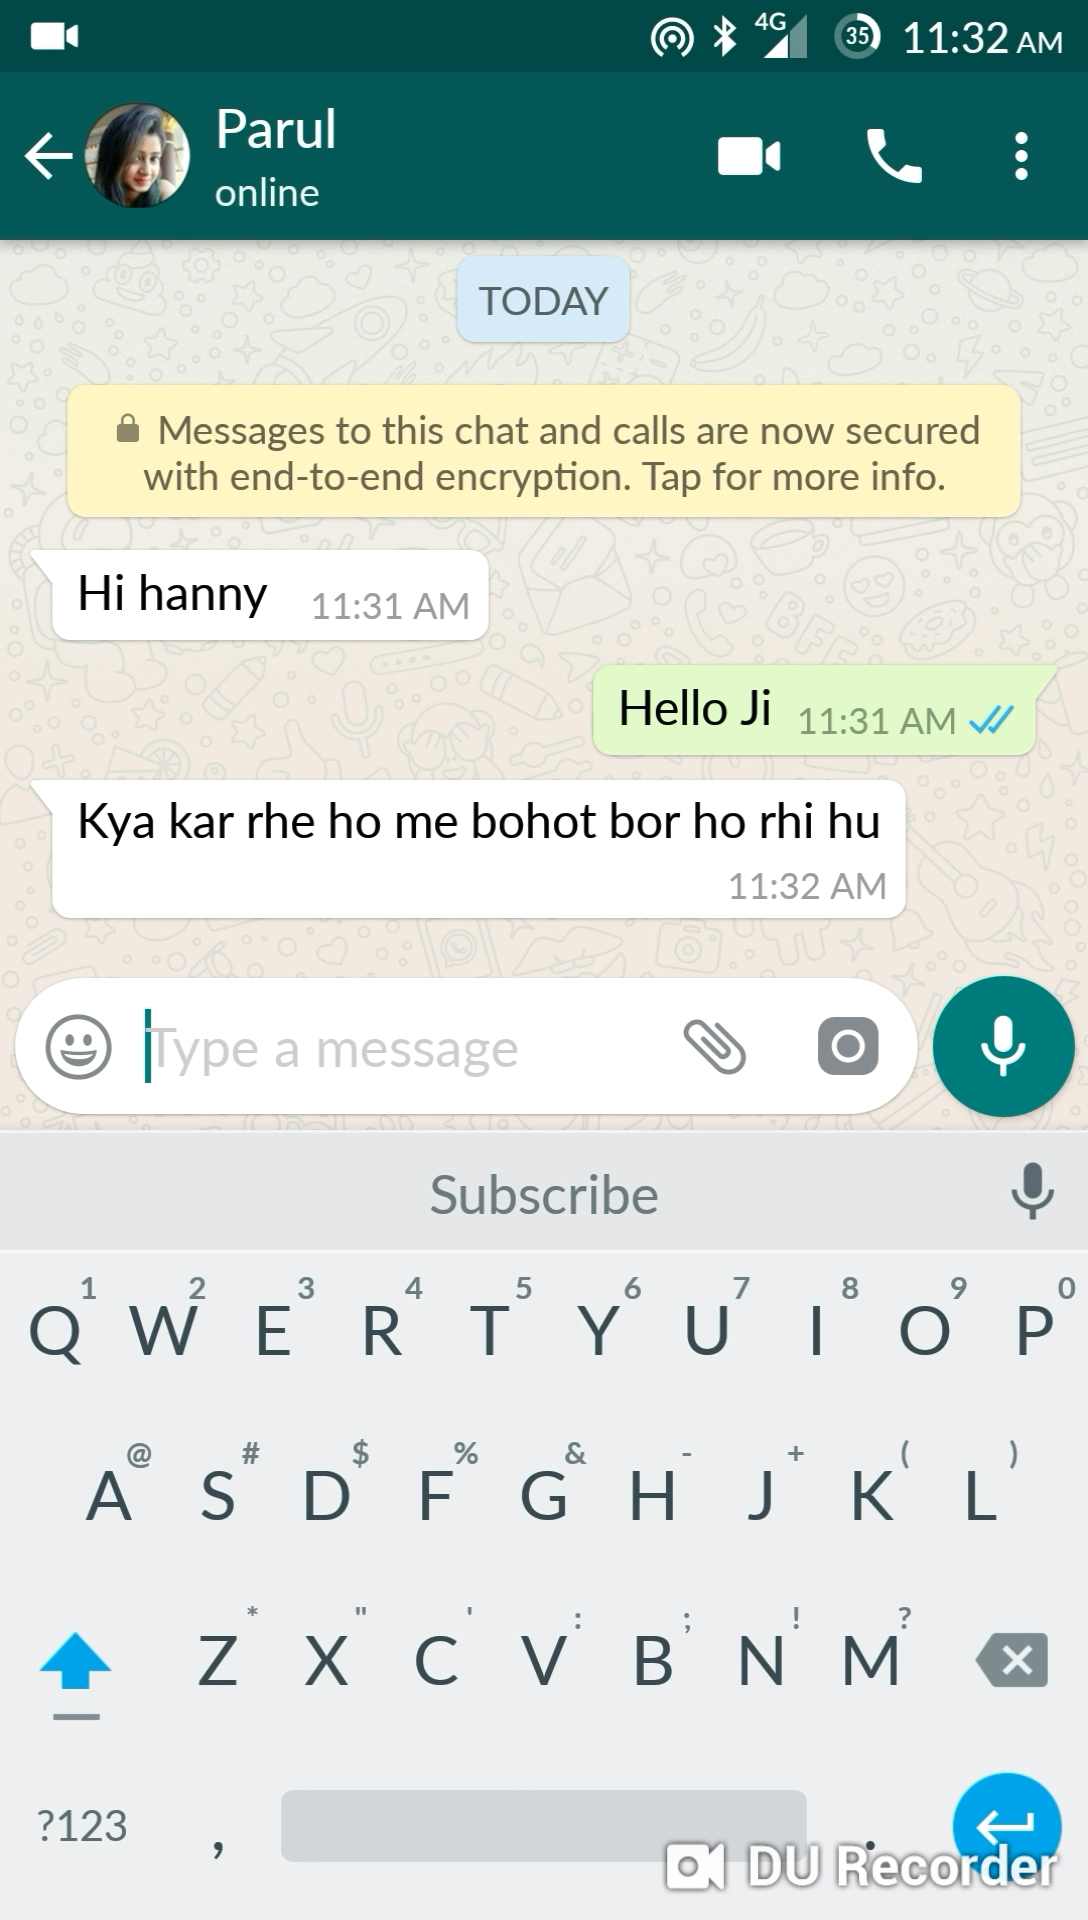 4G 35 11:32 AM
Parul
online
TODAY
Messages to this chat and calls are now secured
with end-to-end encryption. Tap for more info.
Hi hanny 11:31 AM
Hello Ji 11:31 AM
Kya kar rhe ho me bohot bor ho rhi hu
11:32 AM
Type a message
Subscribe
1 2 3 4 5 6 7 8 9 0
Q W E R T Y U I O P
@ # $ % & - + ( )
A S D F G H J K L
* " ' : ; ! ?
Z X C V B N M
?123 , .
DU Recorder